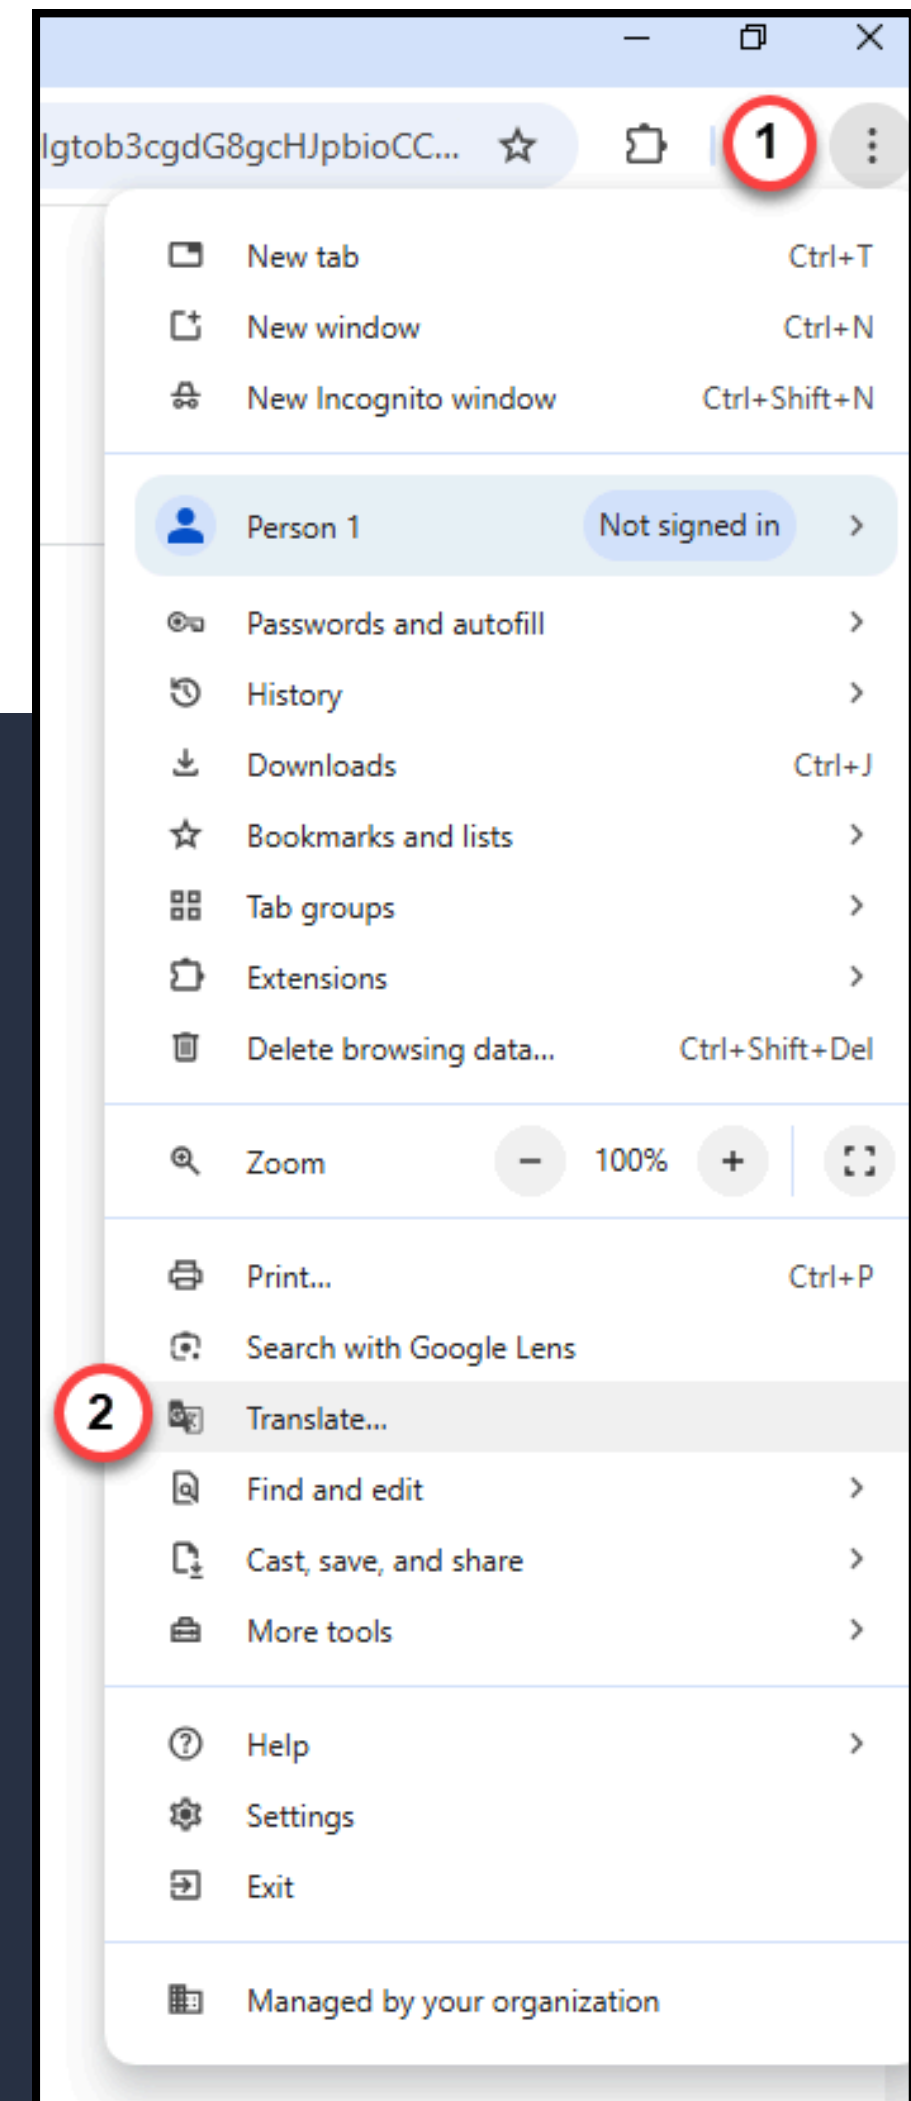 lgtob3cgdG8gcHJpbioCC...
1
New tab Ctrl+T
New window Ctrl+N
New Incognito window Ctrl+Shift+N
Person 1 Not signed in
Passwords and autofill
History
Downloads Ctrl+J
Bookmarks and lists
Tab groups
Extensions
Delete browsing data... Ctrl+Shift+Del
Zoom 100%
Print... Ctrl+P
Search with Google Lens
2 Translate...
Find and edit
Cast, save, and share
More tools
Help
Settings
Exit
Managed by your organization